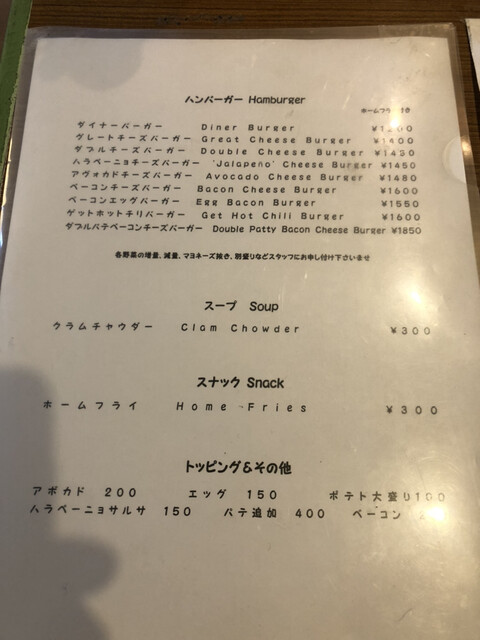 ハンバーガー Hamburger
ホームフライ付き
ダイナーバーガー Diner Burger
グレートチーズバーガー Great Cheese Burger ¥1400
ダブルチーズバーガー Double Cheese Burger ¥1450
ハラペーニョチーズバーガー 'Jalapeño' Cheese Burger ¥1450
アヴォカドチーズバーガー Avocado Cheese Burger ¥1480
ベーコンチーズバーガー Bacon Cheese Burger ¥1600
ベーコンエッグバーガー Egg Bacon Burger ¥1550
ゲットホットチリバーガー Get Hot Chili Burger ¥1600
ダブルパテベーコンチーズバーガー Double Patty Bacon Cheese Burger ¥1850
各野菜の増量、減量、マヨネーズ抜き、別盛りなどスタッフにお申し付け下さいませ
スープ Soup
クラムチャウダー Clam Chowder ¥300
スナック Snack
ホームフライ Home Fries ¥300
トッピング&その他
アボカド 200 エッグ 150 ポテト大盛り100
ハラペーニョサルサ 150 パテ追加 400 ベーコン